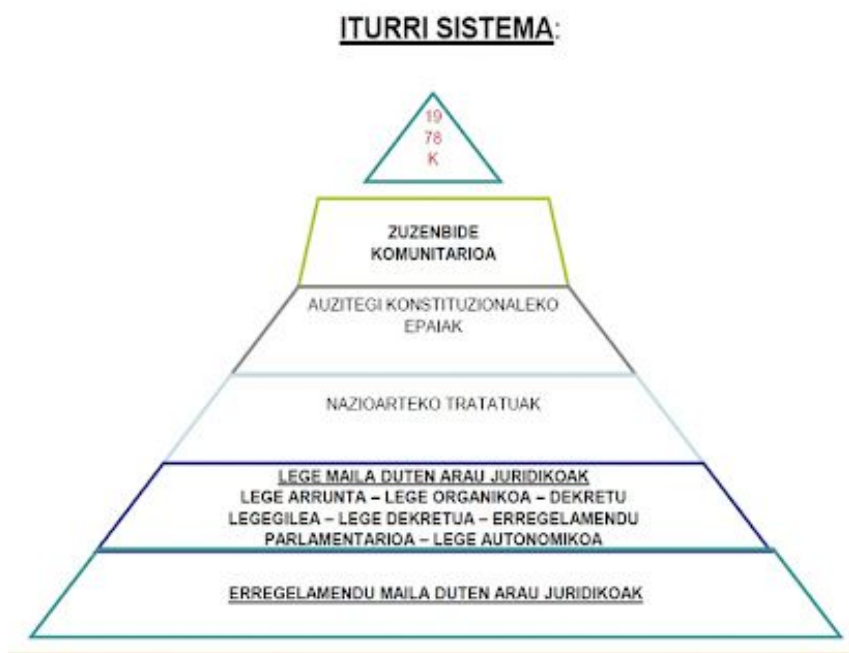 ITURRI SISTEMA:
19
78
K
ZUZENBIDE
KOMUNITARIOA
AUZITEGI KONSTITUZIONALEKO
EPAIAK
NAZIOARTEKO TRATATUAK
LEGE MAILA DUTEN ARAU JURIDIKOAK
LEGE ARRUNTA – LEGE ORGANIKOA – DEKRETU
LEGEGILEA – LEGE DEKRETUA – ERREGELAMENDU
PARLAMENTARIOA – LEGE AUTONOMIKOA
ERREGELAMENDU MAILA DUTEN ARAU JURIDIKOAK